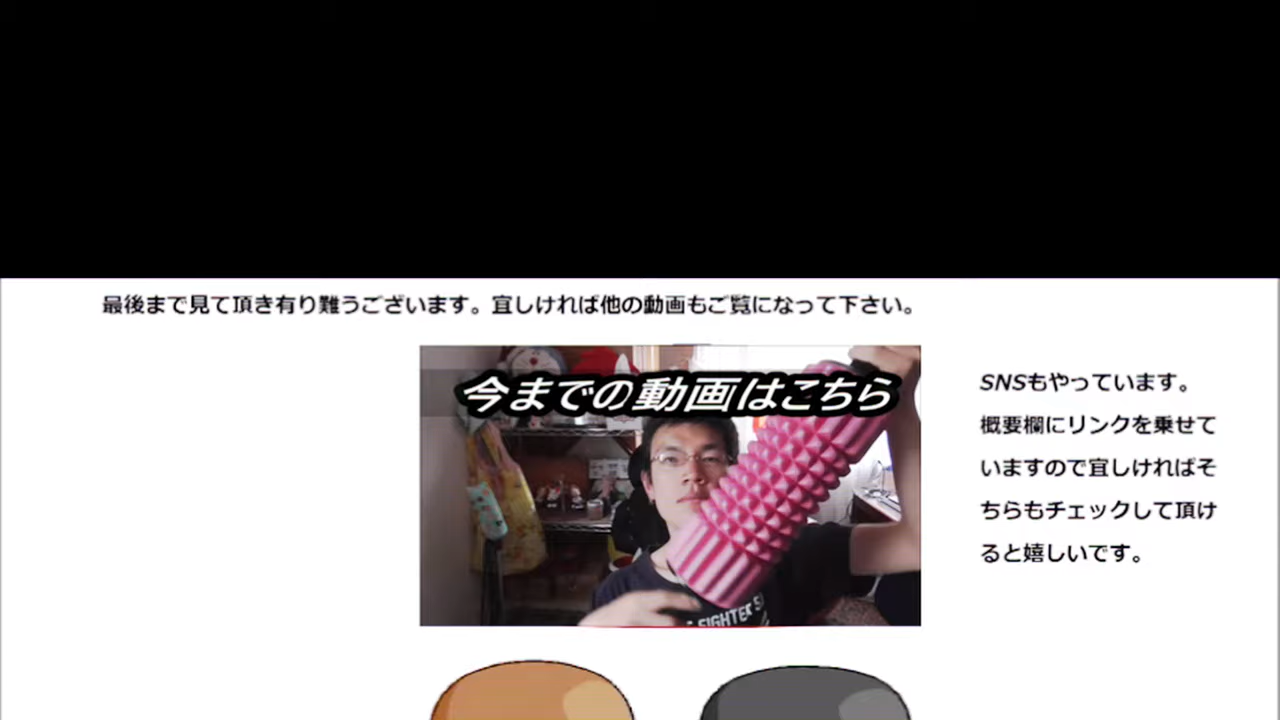 最後まで見て頂き有り難うございます。宜しければ他の動画もご覧になって下さい。
今までの動画はこちら
SNSもやっています。
概要欄にリンクを乗せて
いますので宜しければそ
ちらもチェックして頂け
ると嬉しいです。
FIGHTER